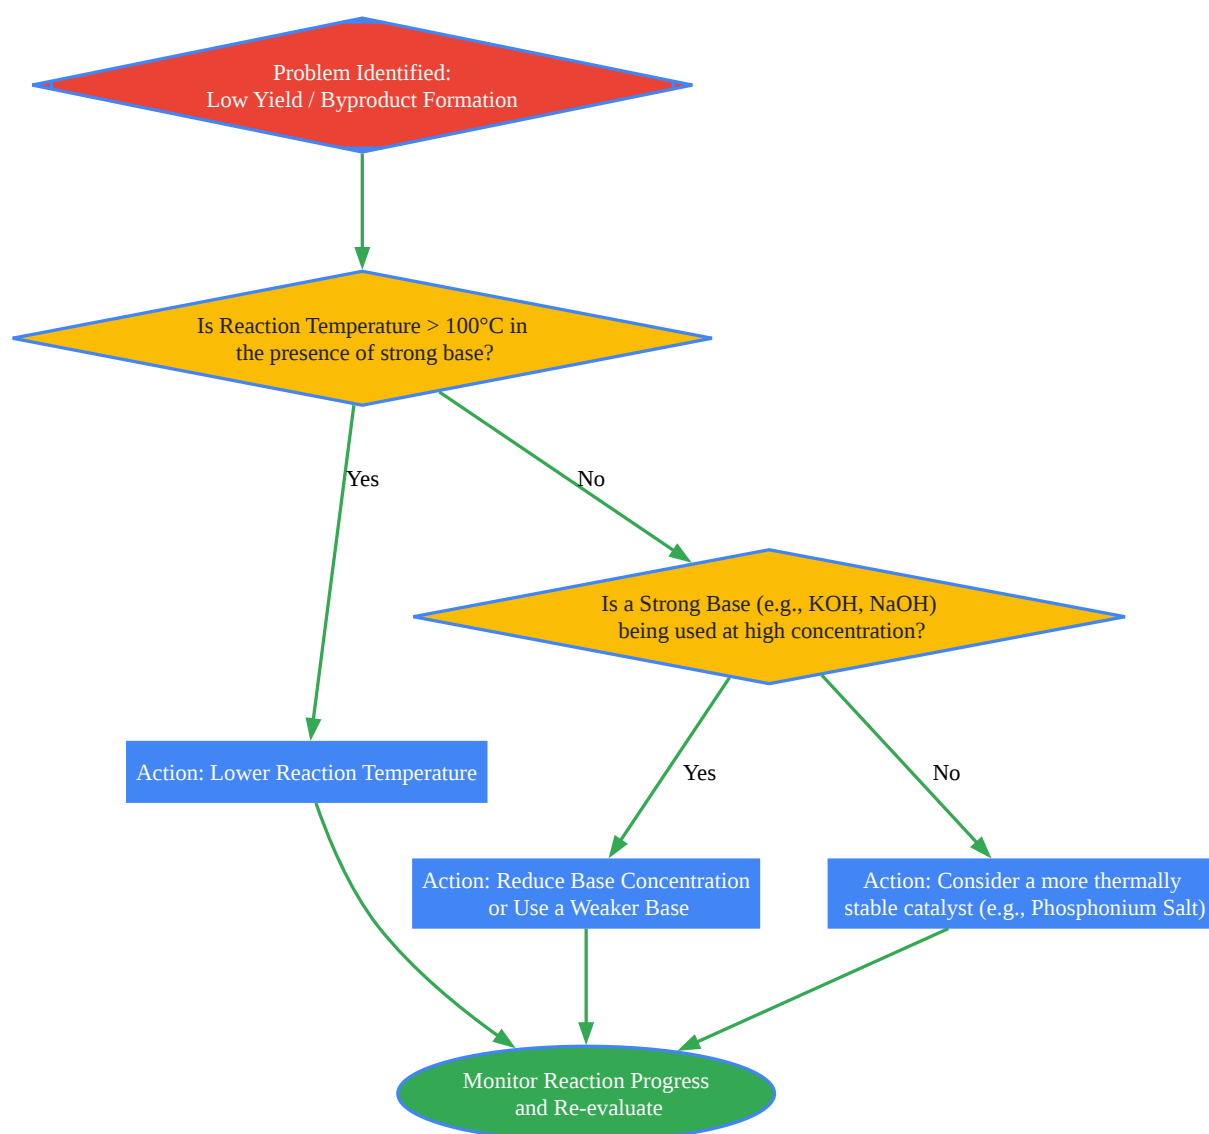 Problem Identified:
Low Yield / Byproduct Formation
Is Reaction Temperature > 100°C in
the presence of strong base?
Yes
No
Is a Strong Base (e.g., KOH, NaOH)
being used at high concentration?
Action: Lower Reaction Temperature
Yes
No
Action: Reduce Base Concentration
or Use a Weaker Base
Action: Consider a more thermally
stable catalyst (e.g., Phosphonium Salt)
Monitor Reaction Progress
and Re-evaluate